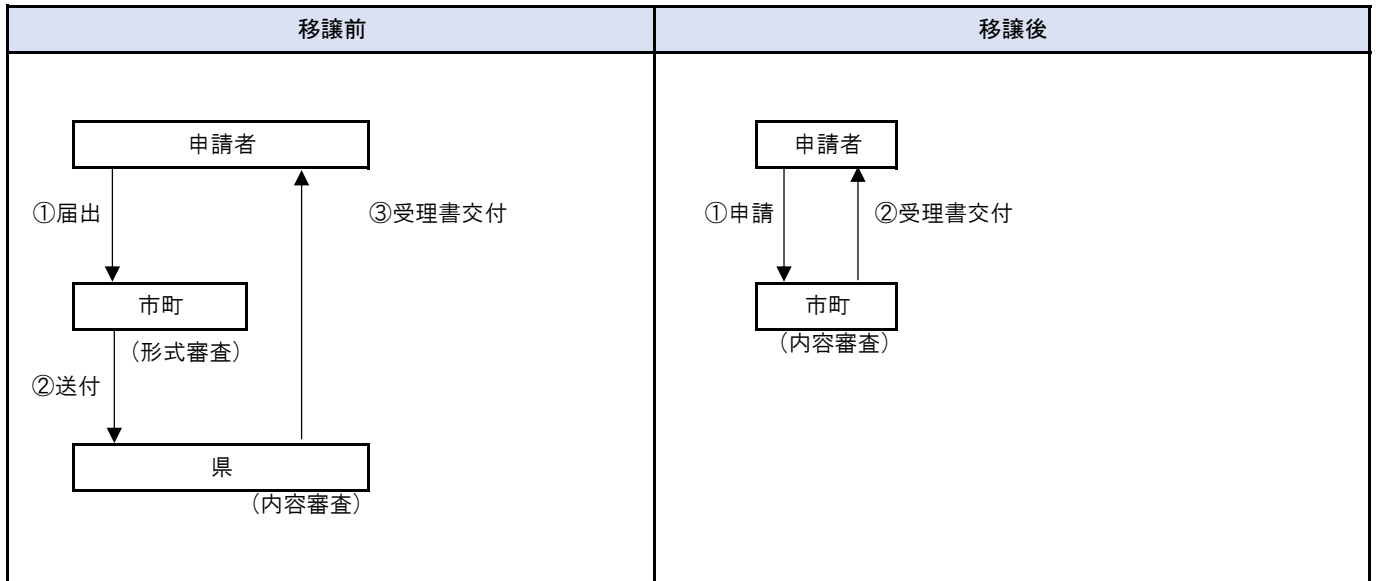 移譲前
移譲後
申請者
①届出
③受理書交付
市町
（形式審査）
②送付
県
（内容審査）
申請者
①申請
②受理書交付
市町
（内容審査）